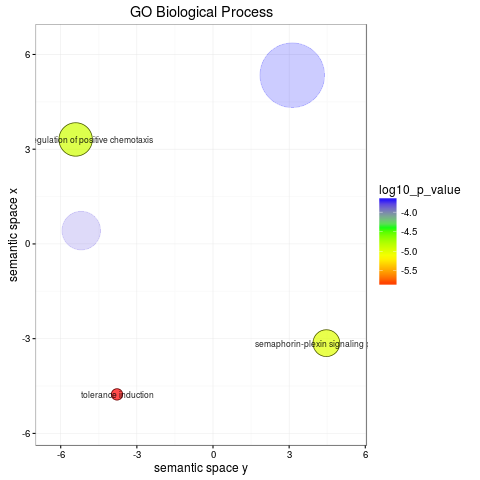 GO Biological Process
6
3
0
-3
-6
semantic space x
gulation of positive chemotaxis
semaphorin-plexin signaling
tolerance induction
-6
-3
0
3
6
semantic space y
log10_p_value
-4.0
-4.5
-5.0
-5.5